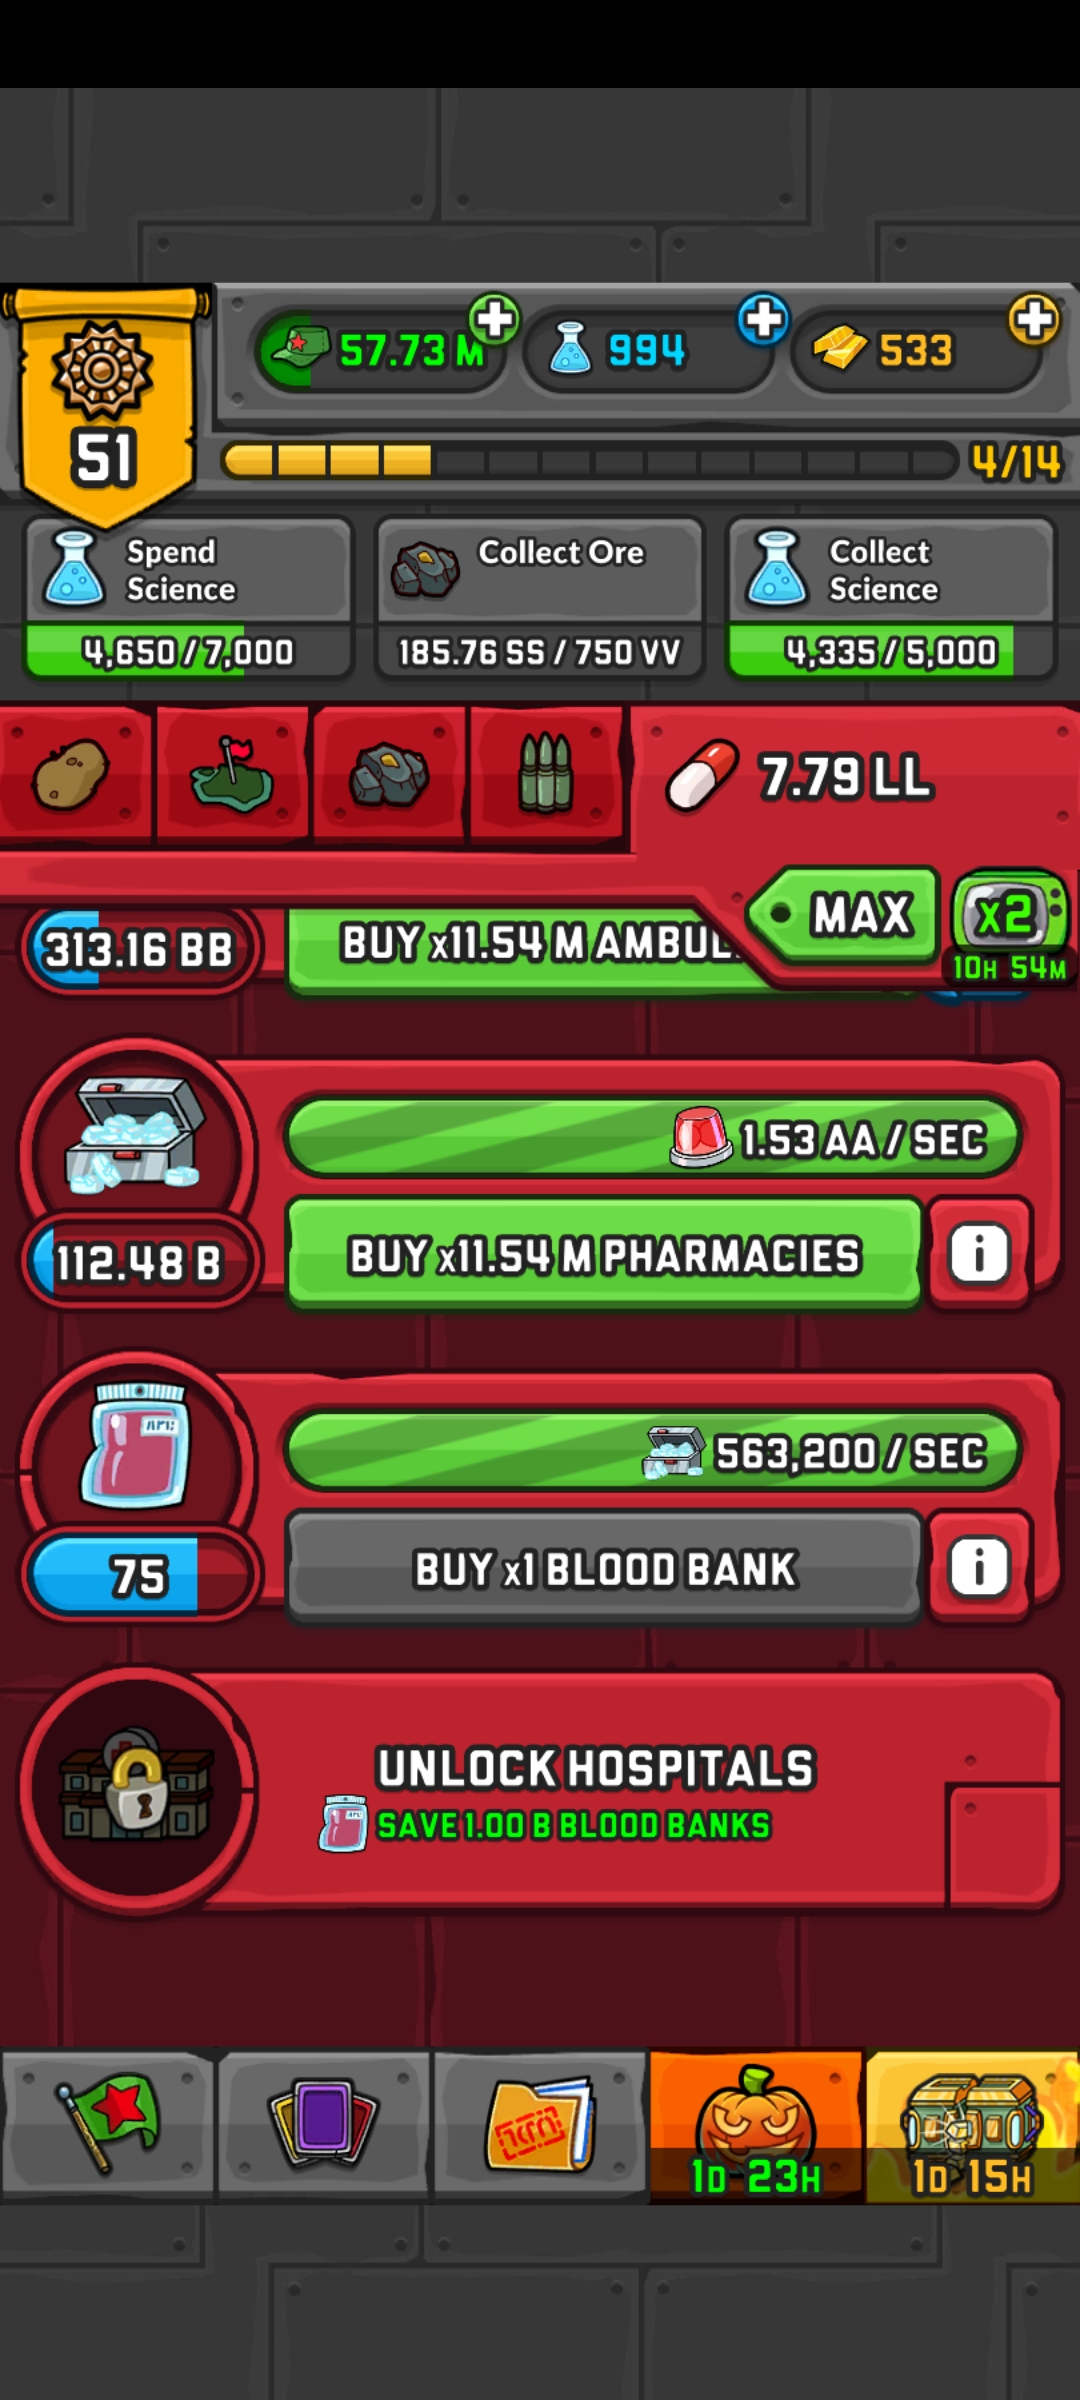 57.73 M
994
533
51
4/14
Spend
Science
4,650/7,000
Collect Ore
185.76 SS/750 VV
Collect
Science
4,335/5,000
7.79 LL
MAX
x2
10H 54M
313.16 BB
BUY x11.54 M AMBUL
1.53 AA/SEC
112.48 B
BUY x11.54 M PHARMACIES
i
563,200/SEC
75
BUY x1 BLOOD BANK
i
UNLOCK HOSPITALS
SAVE 1.00 B BLOOD BANKS
1D 23H
1D 15H